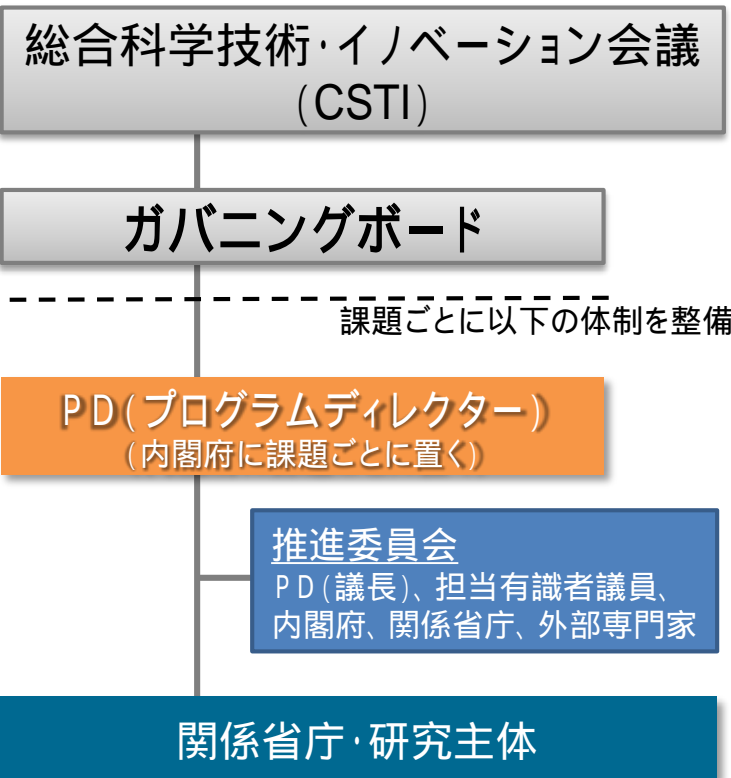 総合科学技術・イノベーション会議
(CSTI)
ガバニングボード
課題ごとに以下の体制を整備
PD(プログラムディレクター)
(内閣府に課題ごとに置く)
推進委員会
PD(議長)、担当有識者議員、
内閣府、関係省庁、外部専門家
関係省庁・研究主体